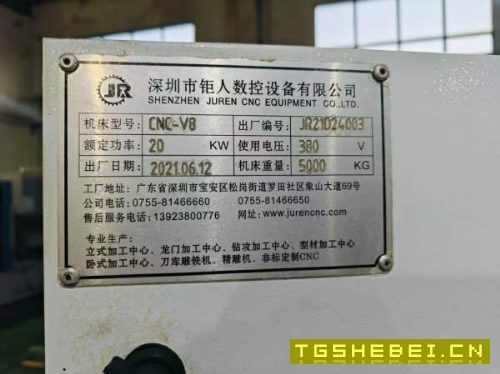 JR
深圳市钜人数控设备有限公司
SHENZHEN JUREN CNC EQUIPMENT CO.,LTD.
机床型号: CNC-V8 出厂编号: JR21D24003
额定功率: 20 KW 使用电压: 380 V
出厂日期: 2021.06.12 机床重量: 5000 KG
工厂地址: 广东省深圳市宝安区松岗街道罗田社区象山大道69号
公司电话: 0755-81466660 0755-81466650
售后服务电话: 13923800776 网址: www.jurencnc.com
专业生产:
立式加工中心、龙门加工中心、钻攻加工中心、型材加工中心
卧式加工中心、刀库雕铣机、精雕机、非标定制CNC
TGSHEBEI.CN